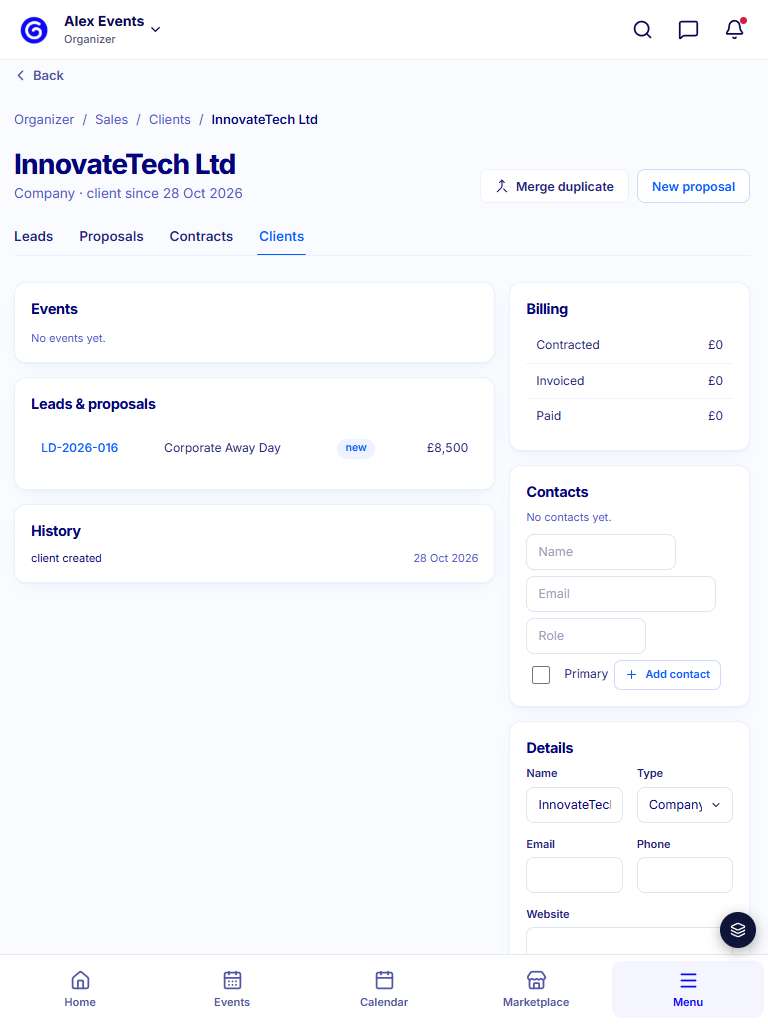 Alex Events
Organizer
Back
Organizer / Sales / Clients / InnovateTech Ltd
InnovateTech Ltd
Company · client since 28 Oct 2026
Merge duplicate
New proposal
Leads Proposals Contracts Clients
Events
No events yet.
Leads & proposals
LD-2026-016 Corporate Away Day new £8,500
History
client created 28 Oct 2026
Billing
Contracted £0
Invoiced £0
Paid £0
Contacts
No contacts yet.
Name
Email
Role
Primary + Add contact
Details
Name Type
InnovateTec Company
Email Phone
Website
Home Events Calendar Marketplace Menu